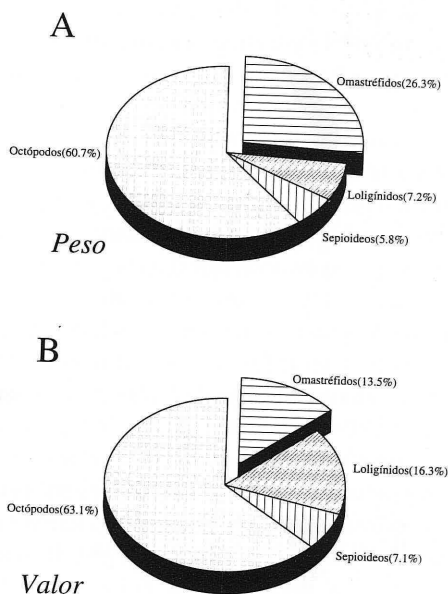 A
Omastréfidos(26.3%)
Octópodos(60.7%)
Loligínidos(7.2%)
Sepioideos(5.8%)
Peso
B
Omastréfidos(13.5%)
Loligínidos(16.3%)
Octópodos(63.1%)
Sepioideos(7.1%)
Valor